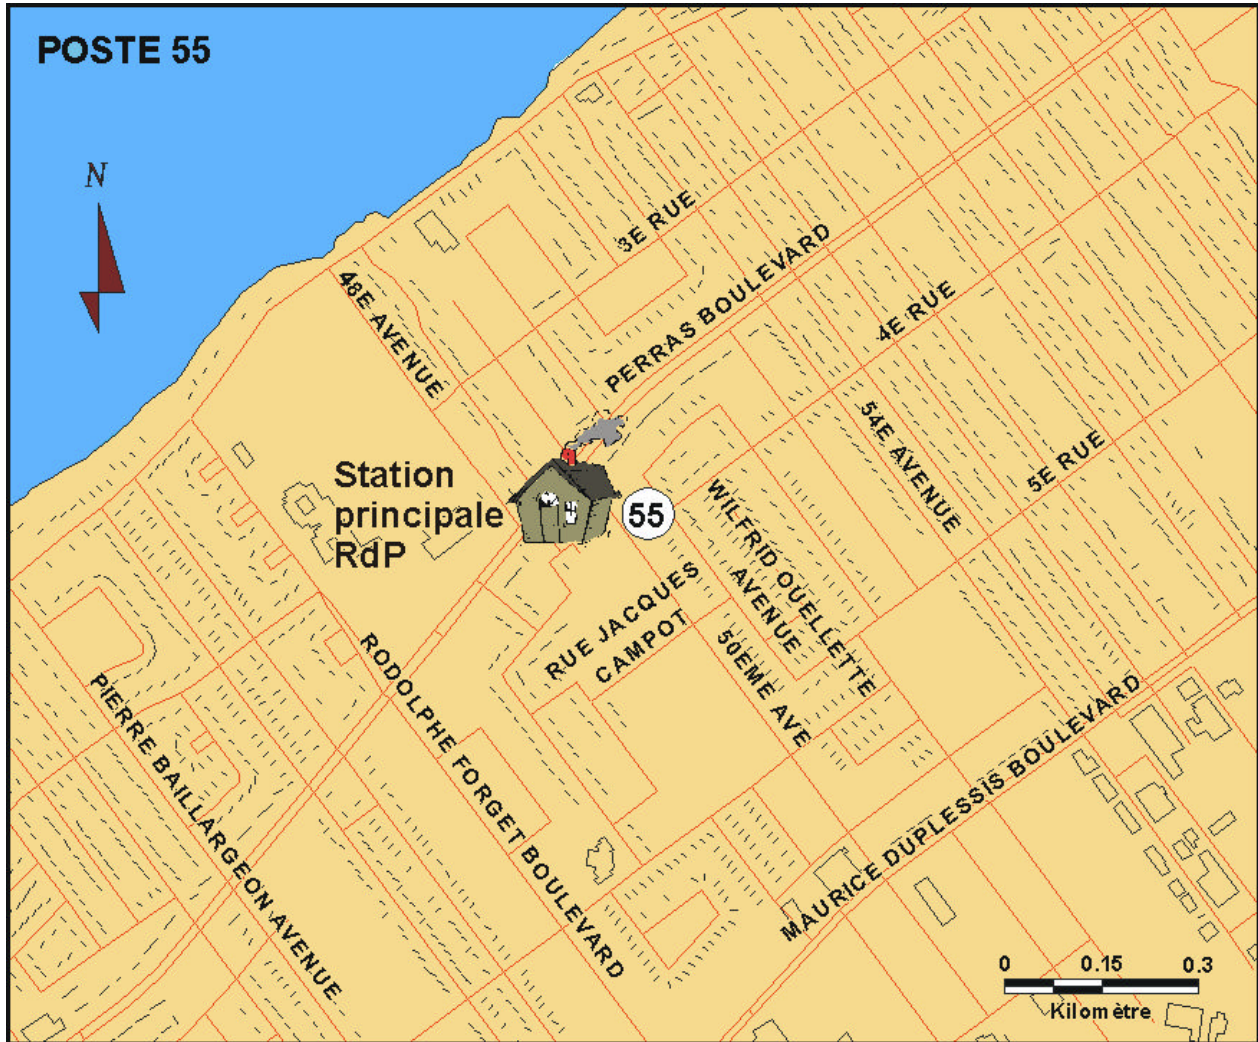 POSTE 55
N
3E RUE
48E AVENUE
PERRAS BOULEVARD
4E RUE
54E AVENUE
5E RUE
Station
principale
RdP
55
WILFRID OUELLETTE
AVENUE
RUE JACQUES
CAMPOT
50EME AVE
RODOLPHE FORGET BOULEVARD
PIERRE BAILLARGEON AVENUE
MAURICE DUPLESSIS BOULEVARD
0 0.15 0.3
Kilomètre